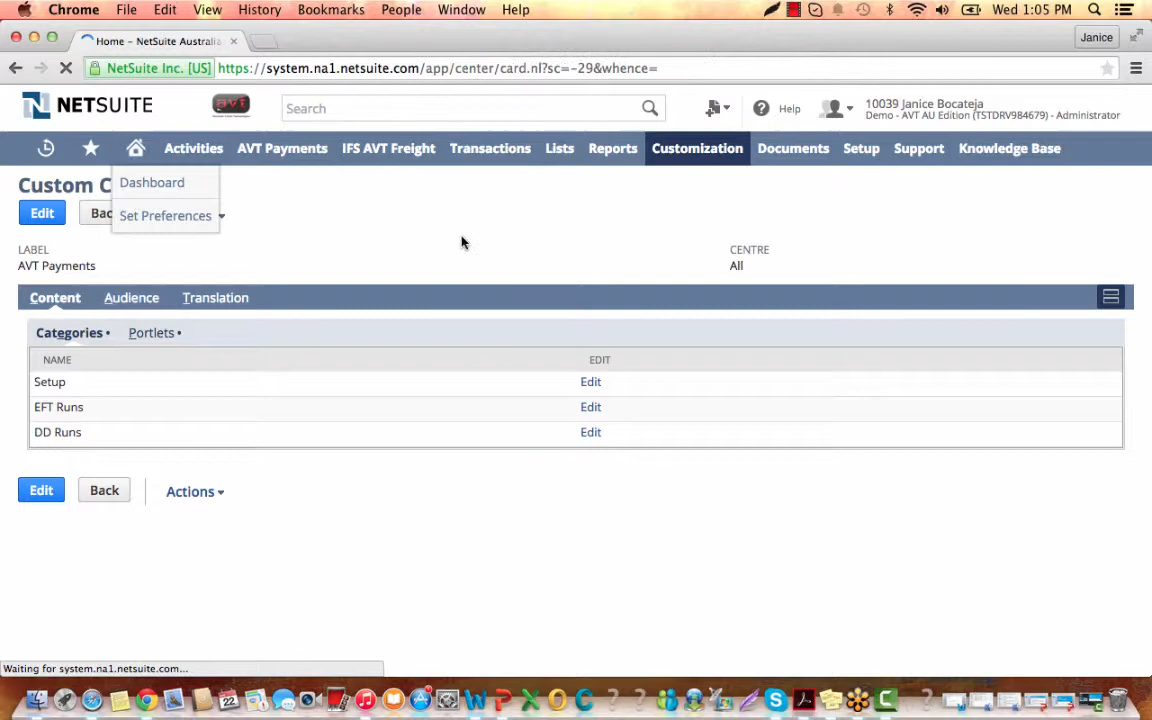 Chrome File Edit View History Bookmarks People Window Help Wed 1:05 PM
Home – NetSuite Australia Janice
NetSuite Inc. [US] https://system.na1.netsuite.com/app/center/card.nl?sc=-29&whence=
NETSUITE avt Search Help 10039 Janice Bocateja
Demo - AVT AU Edition (TSTDRV984679) - Administrator
Activities AVT Payments IFS AVT Freight Transactions Lists Reports Customization Documents Setup Support Knowledge Base
Custom C
Dashboard
Edit Bac Set Preferences
LABEL CENTRE
AVT Payments All
Content Audience Translation
Categories • Portlets •
NAME EDIT
Setup Edit
EFT Runs Edit
DD Runs Edit
Edit Back Actions
Waiting for system.na1.netsuite.com...